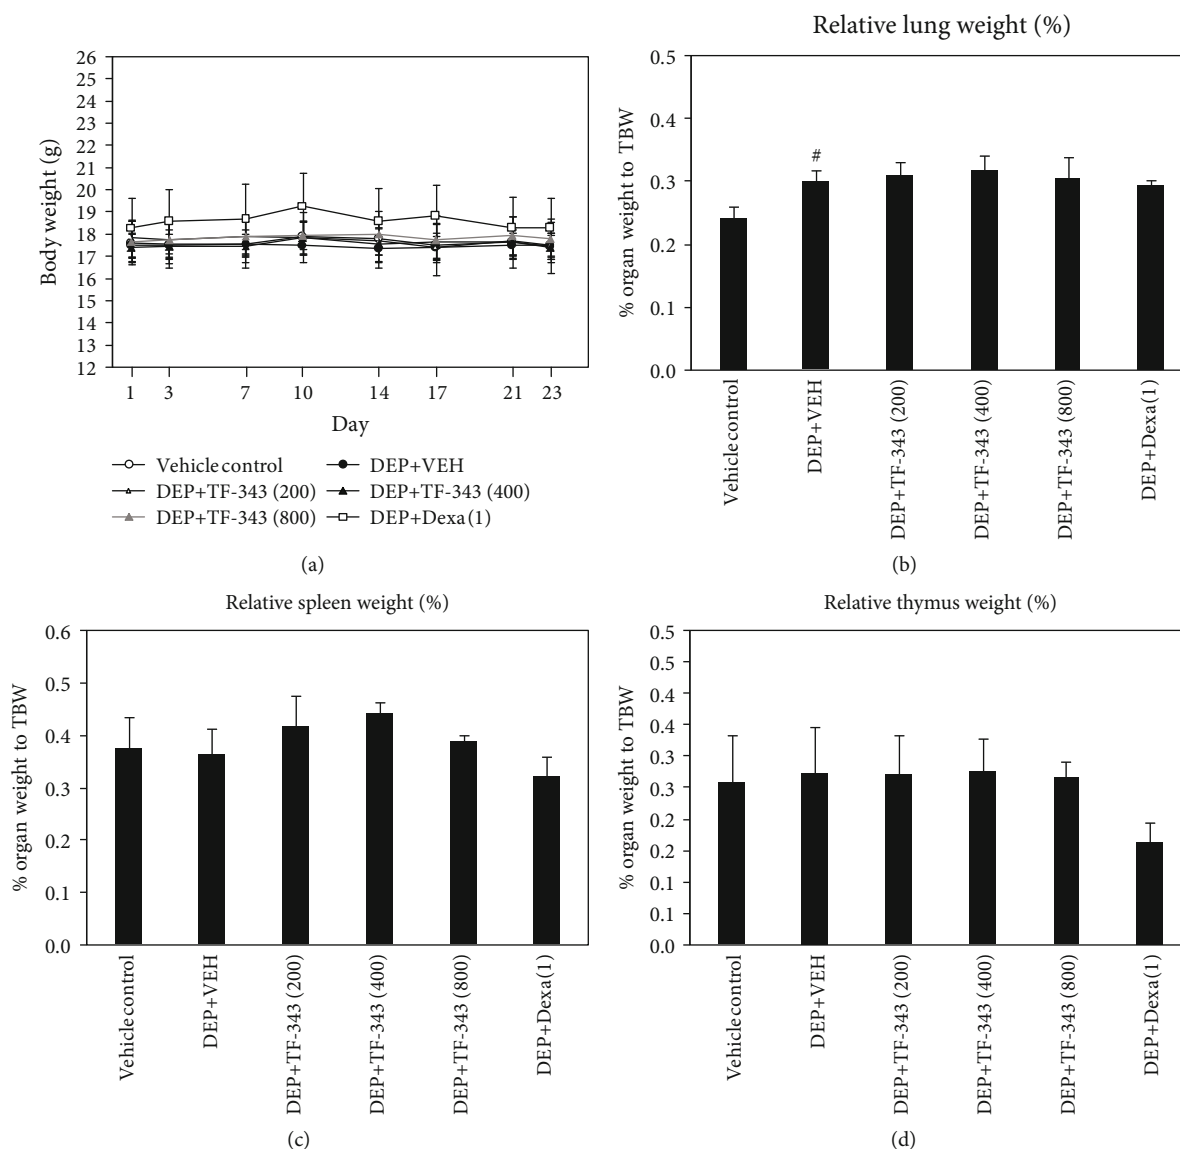 26
25
24
23
22
21
20
19
18
17
16
15
14
13
12
Body weight (g)
1 3 7 10 14 17 21 23
Day
Vehicle control
DEP+VEH
DEP+TF-343 (200)
DEP+TF-343 (400)
DEP+TF-343 (800)
DEP+Dexa(1)
(a)
Relative lung weight (%)
0.5
0.4
0.3
0.2
0.1
0.0
% organ weight to TBW
#
Vehicle control
DEP+VEH
DEP+TF-343 (200)
DEP+TF-343 (400)
DEP+TF-343 (800)
DEP+Dexa(1)
(b)
Relative spleen weight (%)
0.6
0.5
0.4
0.3
0.2
0.1
0.0
% organ weight to TBW
Vehicle control
DEP+VEH
DEP+TF-343 (200)
DEP+TF-343 (400)
DEP+TF-343 (800)
DEP+Dexa(1)
(c)
Relative thymus weight (%)
0.5
0.5
0.4
0.4
0.3
0.3
0.2
0.2
0.1
0.1
0.0
% organ weight to TBW
Vehicle control
DEP+VEH
DEP+TF-343 (200)
DEP+TF-343 (400)
DEP+TF-343 (800)
DEP+Dexa(1)
(d)